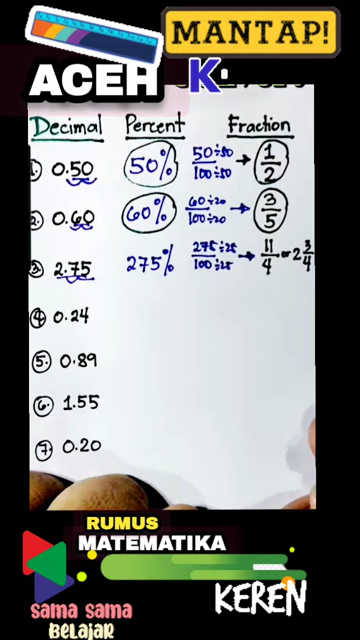 MANTAP!
ACEH K
Decimal Percent Fraction
1. 0.50 50% 50÷50/100÷50 → 1/2
2. 0.60 60% 60÷20/100÷20 → 3/5
3. 2.75 275% 275÷25/100÷25 → 11/4 or 2 3/4
4. 0.24
5. 0.89
6. 1.55
7. 0.20
RUMUS
MATEMATIKA
KEREN
SAMA SAMA
BELAJAR